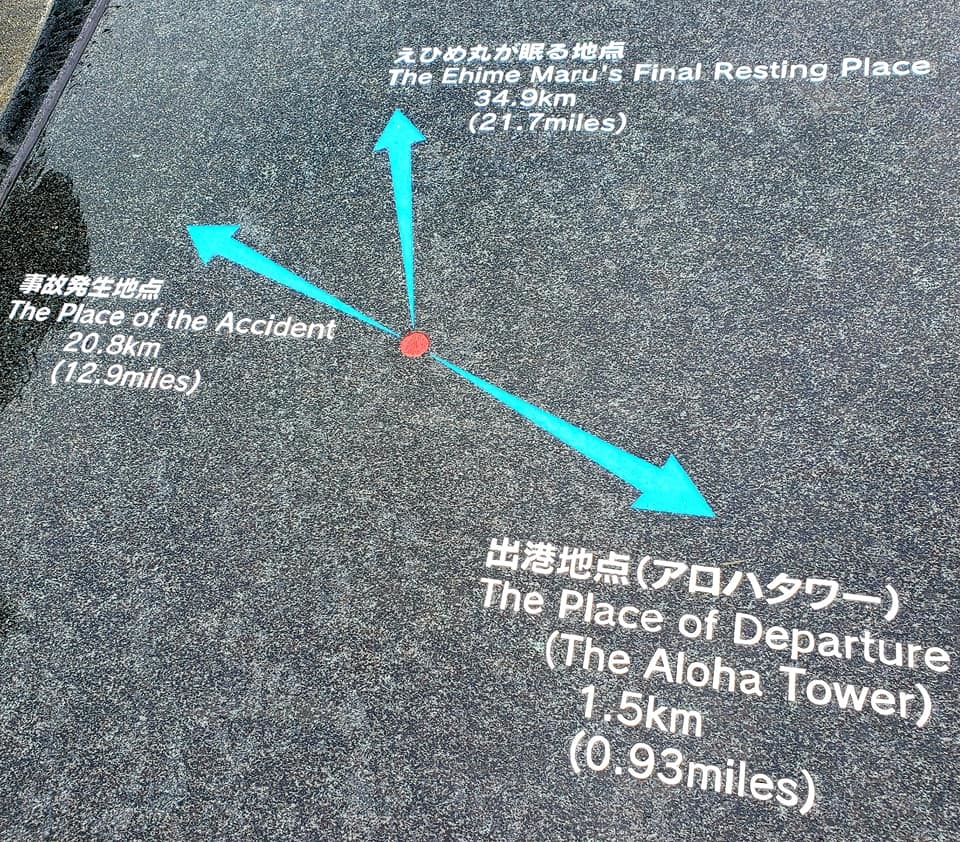 えひめ丸が眠る地点
The Ehime Maru's Final Resting Place
34.9km
(21.7miles)
事故発生地点
The Place of the Accident
20.8km
(12.9miles)
出港地点(アロハタワー)
The Place of Departure
(The Aloha Tower)
1.5km
(0.93miles)